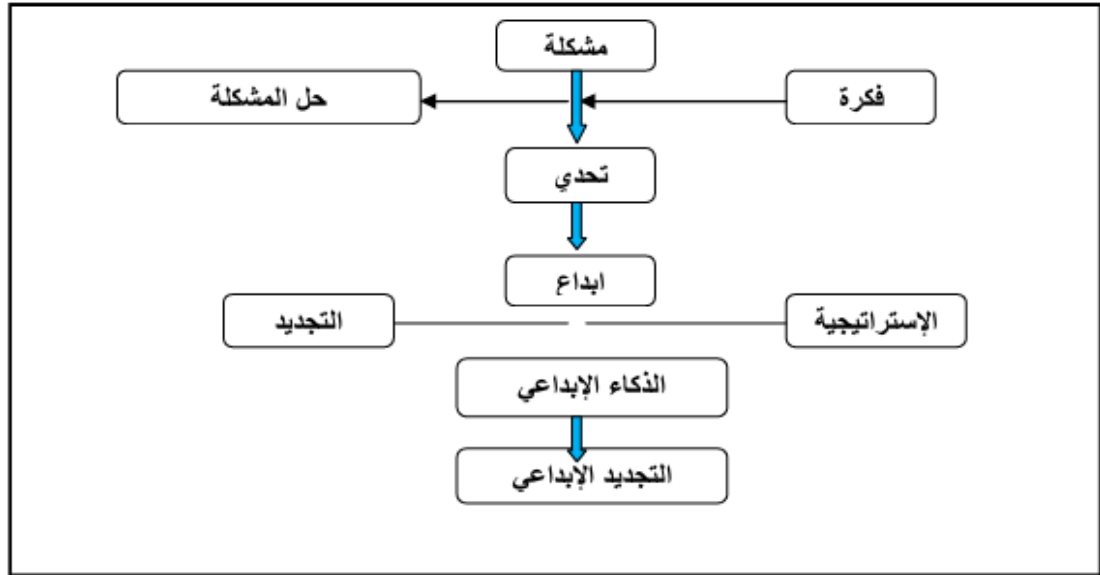 مشكلة
فكرة
حل المشكلة
تحدي
ابداع
الإستراتيجية
التجديد
الذكاء الإبداعي
التجديد الإبداعي